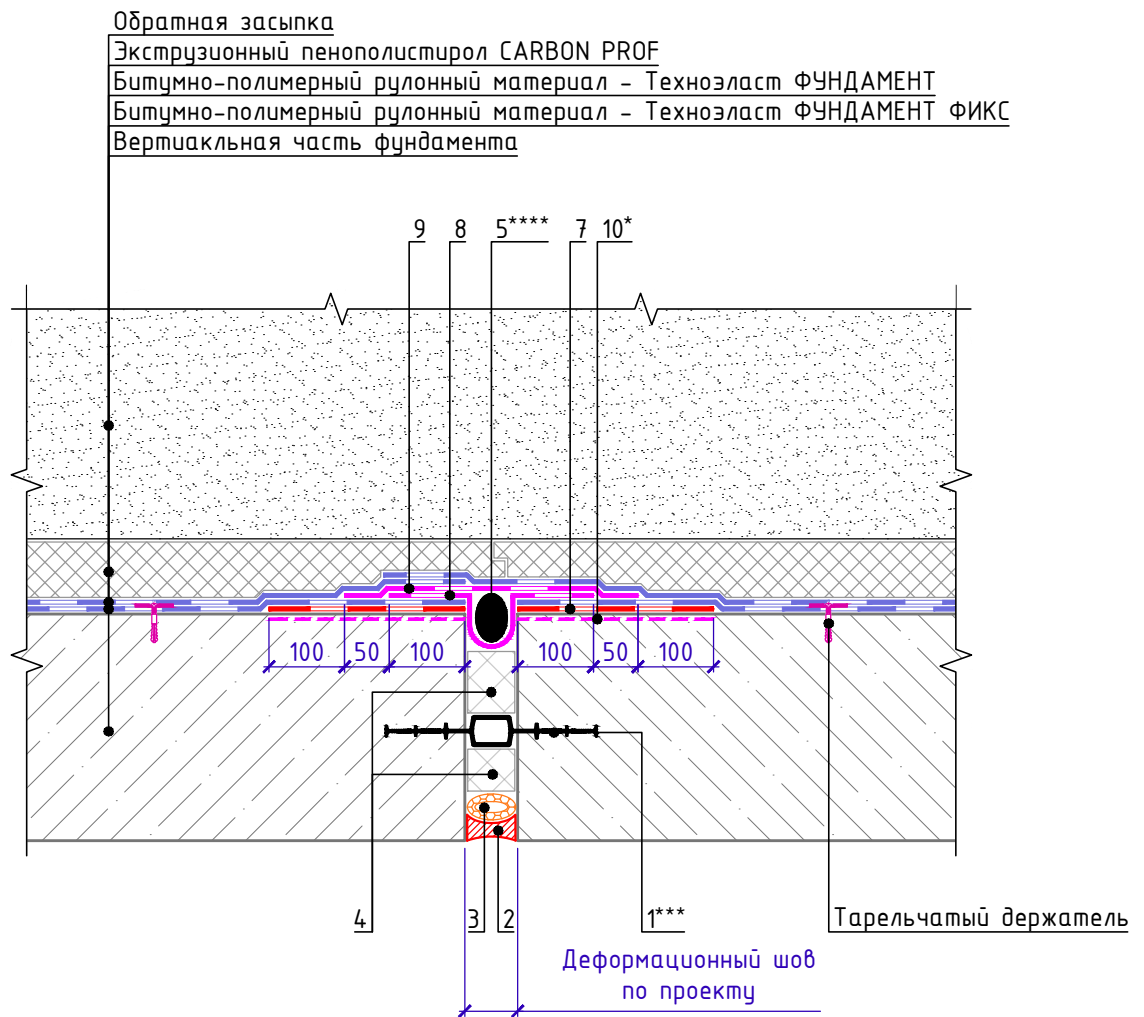 Обратная засыпка
Экструзионный пенополистирол CARBON PROF
Битумно-полимерный рулонный материал - Техноэласт ФУНДАМЕНТ
Битумно-полимерный рулонный материал - Техноэласт ФУНДАМЕНТ ФИКС
Вертиакльная часть фундамента
9 8 5**** 7 10*
100 50 100 100 50 100
4 3 2 1*** Тарельчатый держатель
Деформационный шов
по проекту